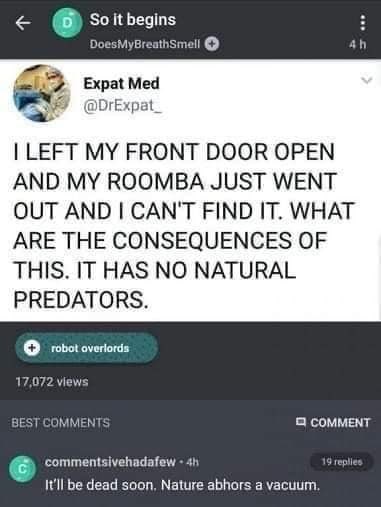 So it begins
DoesMyBreathSmell
4 h
Expat Med
@DrExpat_
I LEFT MY FRONT DOOR OPEN
AND MY ROOMBA JUST WENT
OUT AND I CAN'T FIND IT. WHAT
ARE THE CONSEQUENCES OF
THIS. IT HAS NO NATURAL
PREDATORS.
robot overlords
17,072 views
BEST COMMENTS
COMMENT
commentsivehadafew • 4h
19 replies
It'll be dead soon. Nature abhors a vacuum.